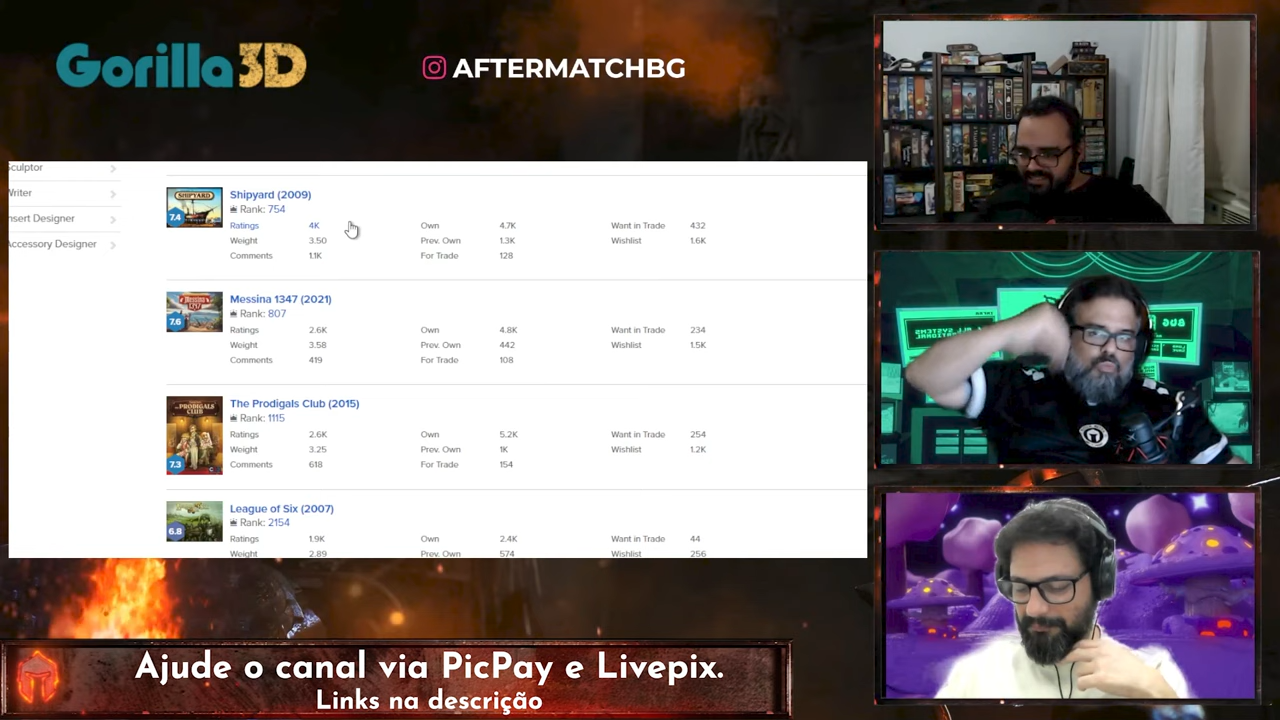 Gorilla3D
AFTERMATCHBG
Sculptor
Writer
Insert Designer
Accessory Designer
SHIPYARD
7.4
Shipyard (2009)
Rank: 754
Ratings 4K Own 4.7K Want in Trade 432
Weight 3.50 Prev. Own 1.3K Wishlist 1.6K
Comments 1.1K For Trade 128
7.6
Messina 1347 (2021)
Rank: 807
Ratings 2.6K Own 4.8K Want in Trade 234
Weight 3.58 Prev. Own 442 Wishlist 1.5K
Comments 419 For Trade 108
PRODIGALS
CLUB
7.3
The Prodigals Club (2015)
Rank: 1115
Ratings 2.6K Own 5.2K Want in Trade 254
Weight 3.25 Prev. Own 1K Wishlist 1.2K
Comments 618 For Trade 154
6.8
League of Six (2007)
Rank: 2154
Ratings 1.9K Own 2.4K Want in Trade 44
Weight 2.89 Prev. Own 574 Wishlist 256
Ajude o canal via PicPay e Livepix.
Links na descrição